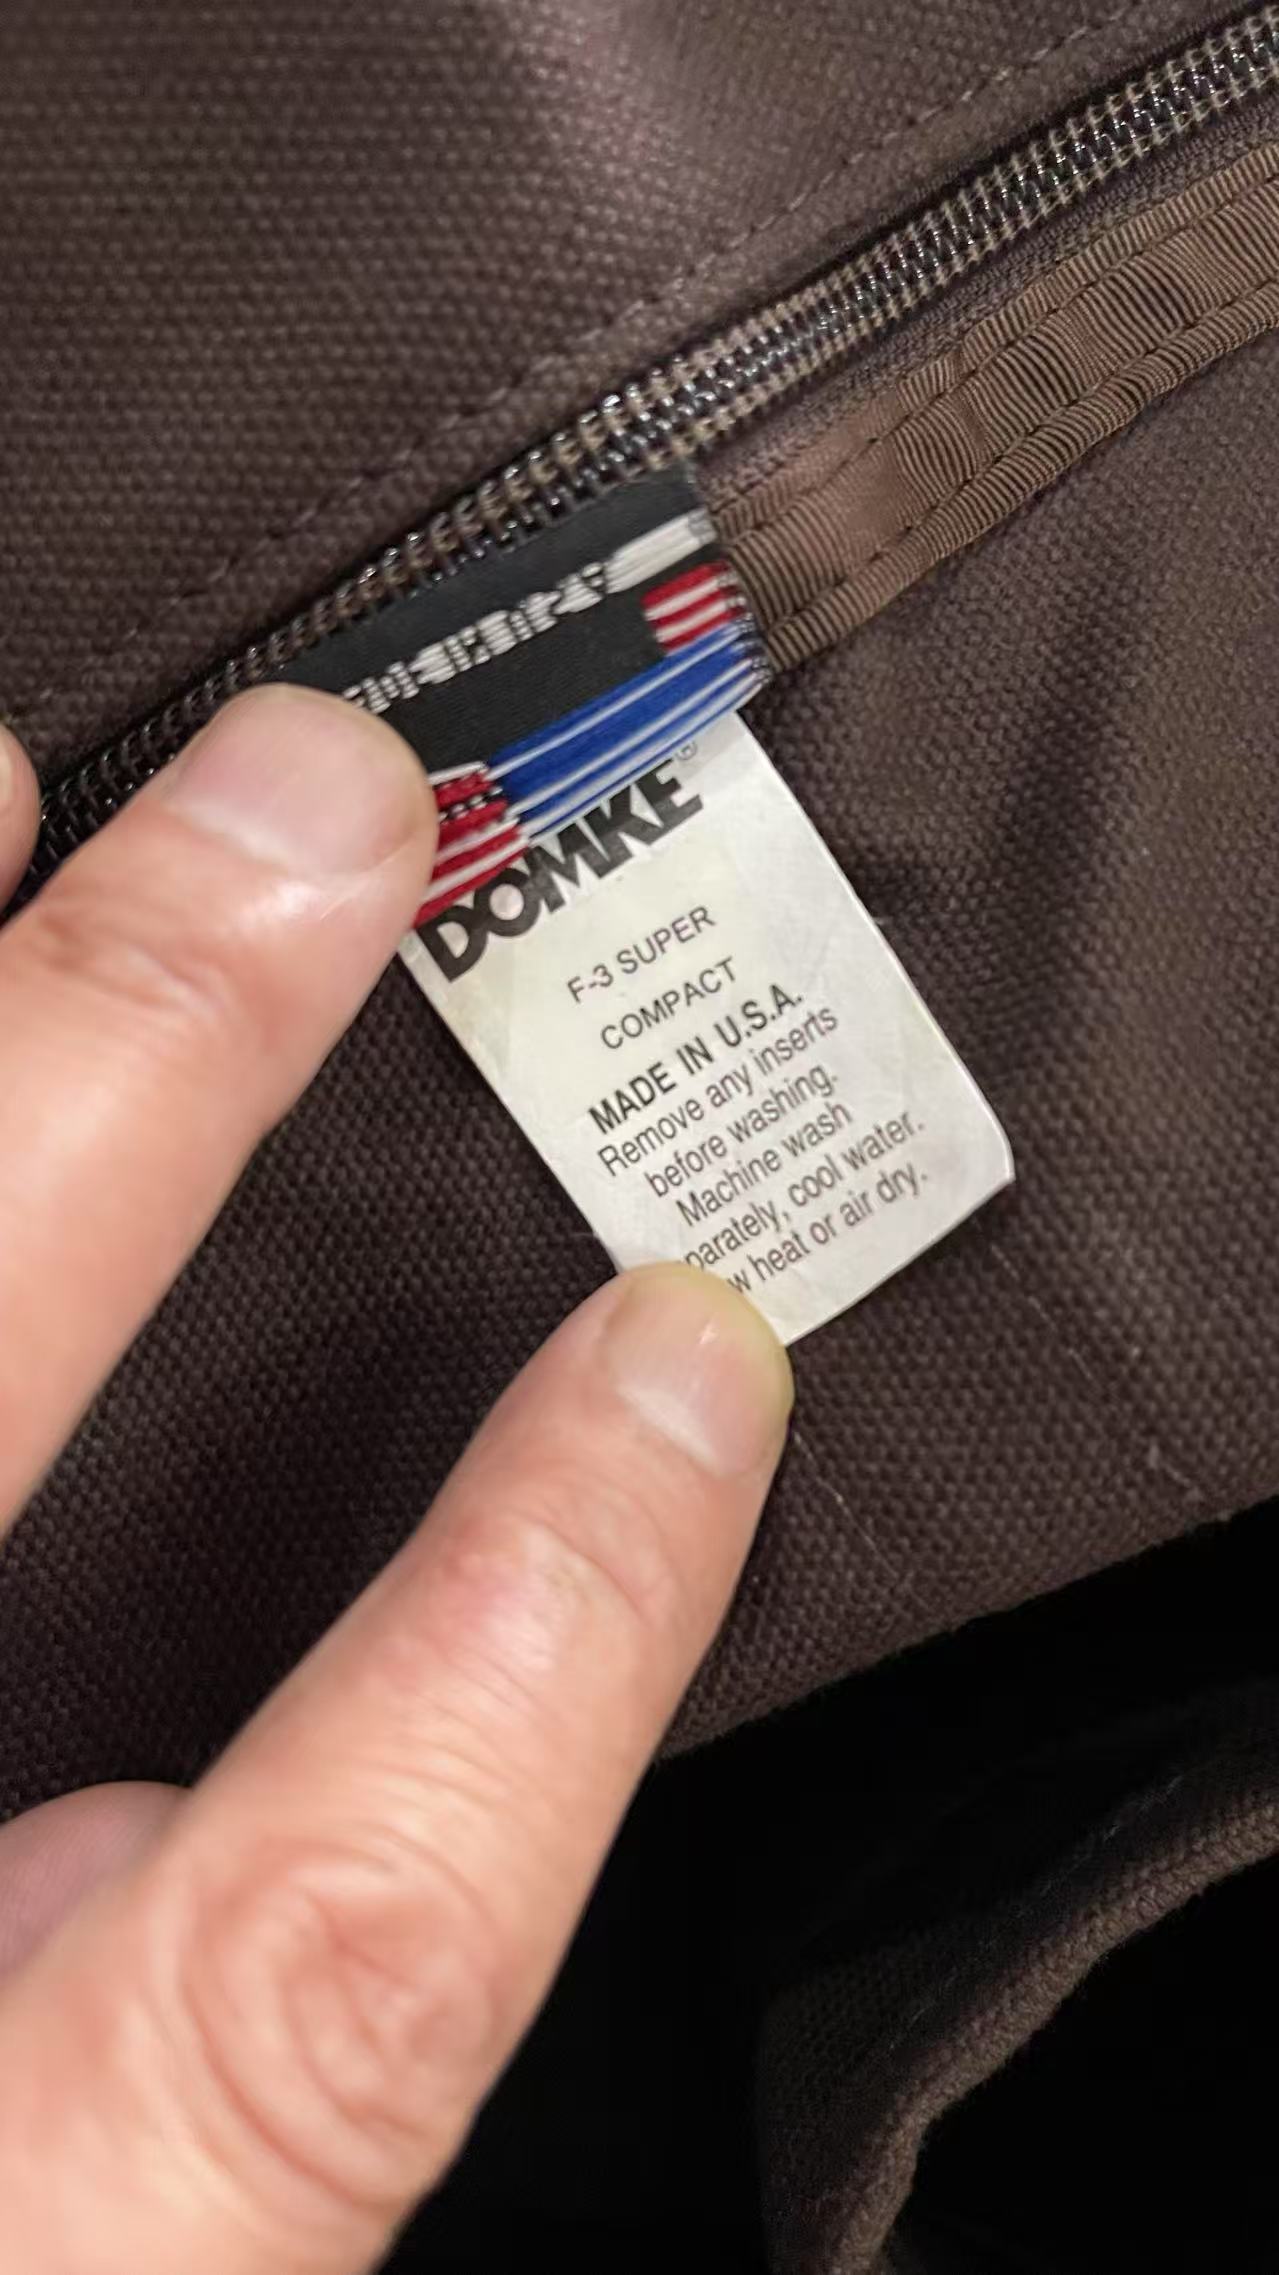 DOMKE®
F-3 SUPER
COMPACT
MADE IN U.S.A.
Remove any inserts
before washing.
Machine wash
parately, cool water.
w heat or air dry.